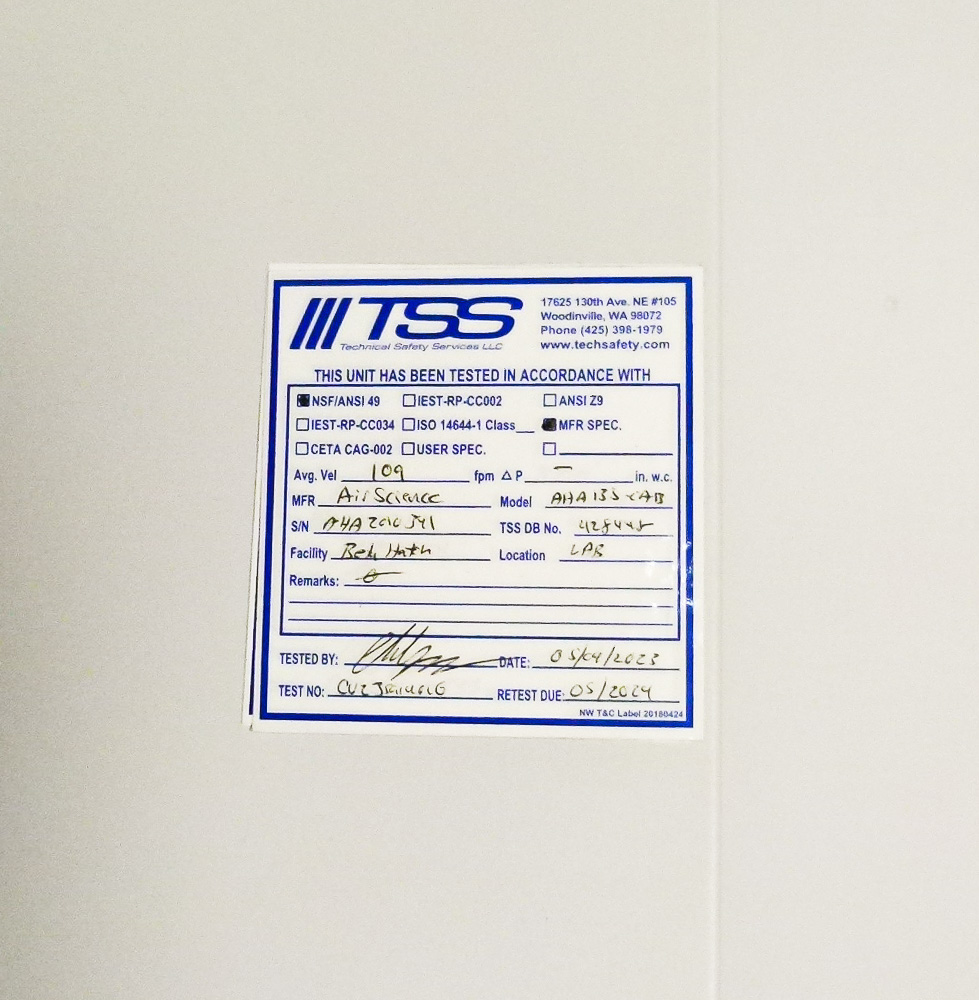 TSS
Technical Safety Services LLC
17625 130th Ave. NE #105
Woodinville, WA 98072
Phone (425) 398-1979
www.techsafety.com
THIS UNIT HAS BEEN TESTED IN ACCORDANCE WITH
NSF/ANSI 49 IEST-RP-CC002 ANSI Z9
IEST-RP-CC034 ISO 14644-1 Class___ MFR SPEC.
CETA CAG-002 USER SPEC.
Avg. Vel 109 fpm Δ P — in. w.c.
MFR Air Science Model
S/N TSS DB No.
Facility Location LAB
Remarks:
TESTED BY: DATE: 05/04/2023
TEST NO: RETEST DUE: 05/2024
NW T&C Label 20180424